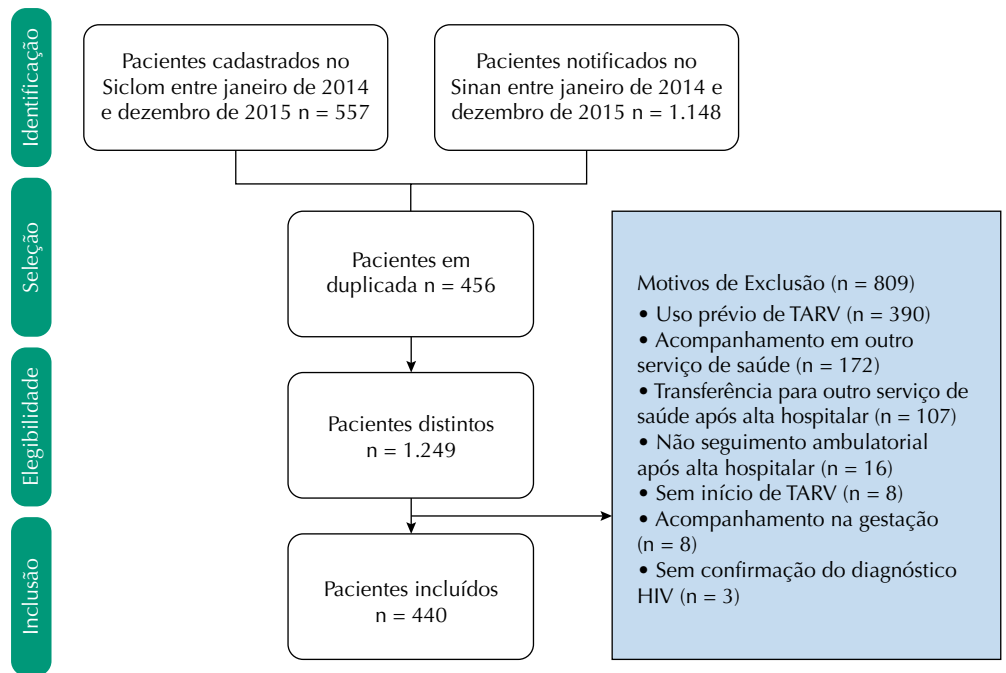 Identificação
Pacientes cadastrados no
Siclom entre janeiro de 2014
e dezembro de 2015 n = 557
Pacientes notificados no
Sinan entre janeiro de 2014 e
dezembro de 2015 n = 1.148
Seleção
Pacientes em
duplicada n = 456
Elegibilidade
Pacientes distintos
n = 1.249
Inclusão
Pacientes incluídos
n = 440
Motivos de Exclusão (n = 809)
• Uso prévio de TARV (n = 390)
• Acompanhamento em outro
serviço de saúde (n = 172)
• Transferência para outro serviço de
saúde após alta hospitalar (n = 107)
• Não seguimento ambulatorial
após alta hospitalar (n = 16)
• Sem início de TARV (n = 8)
• Acompanhamento na gestação
(n = 8)
• Sem confirmação do diagnóstico
HIV (n = 3)